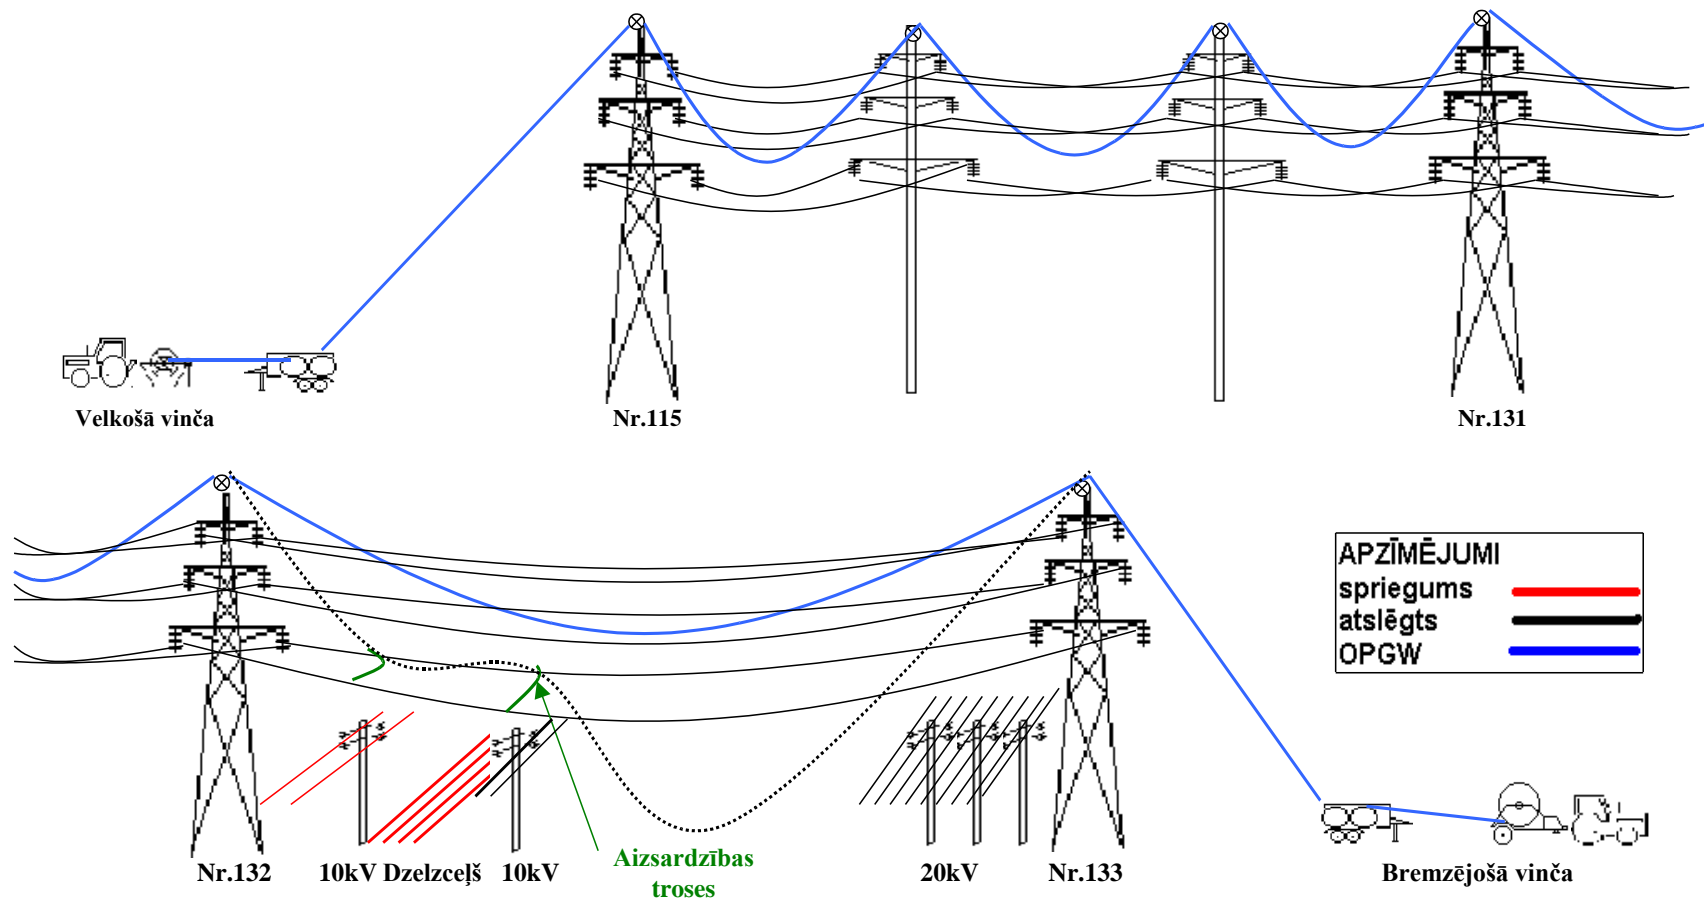 Velkošā vinča
Nr.115
Nr.131
APZĪMĒJUMI
spriegums
atslēgts
OPGW
Nr.132
10kV Dzelzceļš
10kV
Aizsardzības
troses
20kV
Nr.133
Bremzējošā vinča